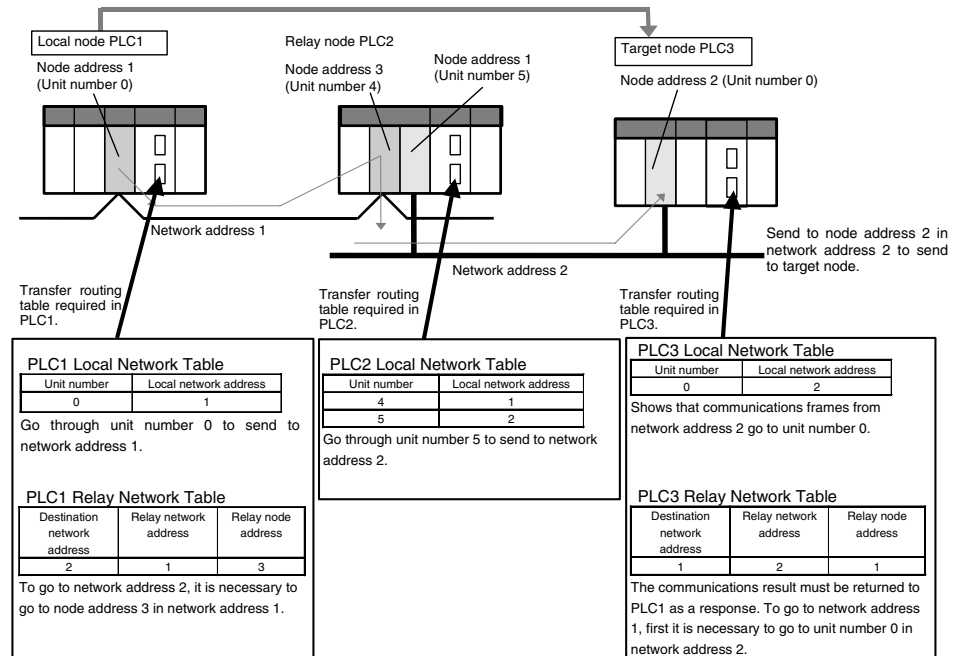 Local node PLC1
Node address 1
(Unit number 0)
Relay node PLC2
Node address 3
(Unit number 4)
Node address 1
(Unit number 5)
Target node PLC3
Node address 2 (Unit number 0)
Network address 1
Network address 2
Send to node address 2 in
network address 2 to send
to target node.
Transfer routing
table required in
PLC1.
Transfer routing
table required in
PLC2.
Transfer routing
table required in
PLC3.
PLC1 Local Network Table
Unit number Local network address
0 1
Go through unit number 0 to send to
network address 1.
PLC1 Relay Network Table
Destination network address Relay network address Relay node address
2 1 3
To go to network address 2, it is necessary to
go to node address 3 in network address 1.
PLC2 Local Network Table
Unit number Local network address
4 1
5 2
Go through unit number 5 to send to network
address 2.
PLC3 Local Network Table
Unit number Local network address
0 2
Shows that communications frames from
network address 2 go to unit number 0.
PLC3 Relay Network Table
Destination network address Relay network address Relay node address
1 2 1
The communications result must be returned to
PLC1 as a response. To go to network address
1, first it is necessary to go to unit number 0 in
network address 2.